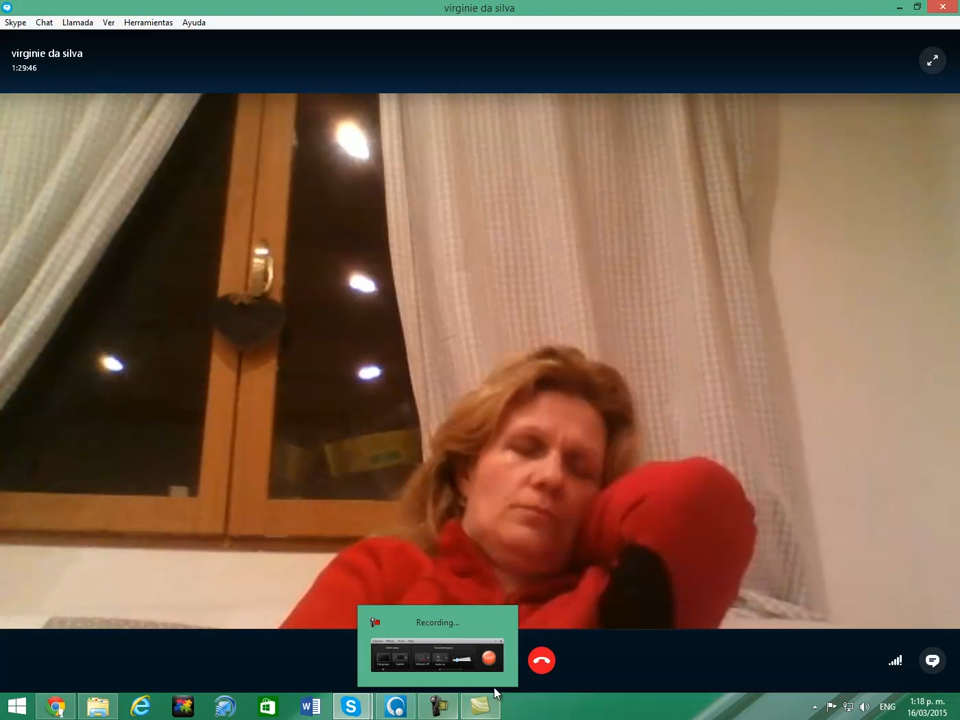 virginie da silva
Skype Chat Llamada Ver Herramientas Ayuda
virginie da silva
1:29:46
Recording...
ENG
1:18 p. m.
16/03/2015